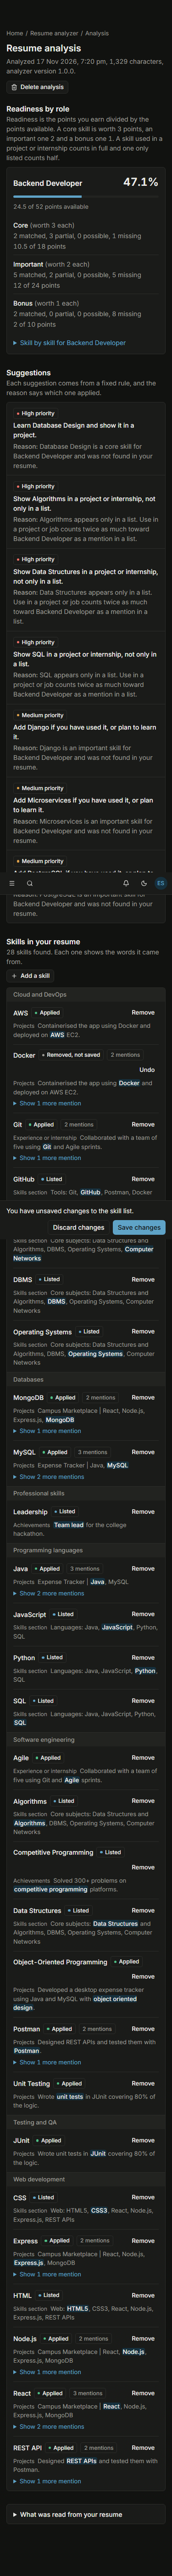 Home / Resume analyzer / Analysis
Resume analysis
Analyzed 17 Nov 2026, 7:20 pm, 1,329 characters,
analyzer version 1.0.0.
Delete analysis
Readiness by role
Readiness is the points you earned divided by the
points available. A core skill is worth 3 points, an
important one 2 and a bonus one 1. A skill used in a
project or internship counts in full and one only
listed counts half.
Backend Developer 47.1%
24.5 of 52 points available
Core (worth 3 each)
2 matched, 3 partial, 0 possible, 1 missing
10.5 of 18 points
Important (worth 2 each)
5 matched, 2 partial, 0 possible, 5 missing
12 of 24 points
Bonus (worth 1 each)
2 matched, 0 partial, 0 possible, 8 missing
2 of 10 points
Skill by skill for Backend Developer
Suggestions
Each suggestion comes from a fixed rule, and the
reason says which one applied.
High priority
Learn Database Design and show it in a
project.
Reason: Database Design is a core skill for
Backend Developer and was not found in your
resume.
High priority
Show Algorithms in a project or internship, not
only in a list.
Reason: Algorithms appears only in a list. Use in
a project or job counts twice as much toward
Backend Developer as a mention in a list.
High priority
Show Data Structures in a project or internship,
not only in a list.
Reason: Data Structures appears only in a list.
Use in a project or job counts twice as much
toward Backend Developer as a mention in a
list.
High priority
Show SQL in a project or internship, not only in
a list.
Reason: SQL appears only in a list. Use in a
project or job counts twice as much toward
Backend Developer as a mention in a list.
Medium priority
Add Django if you have used it, or plan to learn
it.
Reason: Django is an important skill for
Backend Developer and was not found in your
resume.
Medium priority
Add Microservices if you have used it, or plan
to learn it.
Reason: Microservices is an important skill for
Backend Developer and was not found in your
resume.
Medium priority
ES
Reason: PostgreSQL is an important skill for
Backend Developer and was not found in your
resume.
Skills in your resume
28 skills found. Each one shows the words it came
from.
Add a skill
Cloud and DevOps
AWS Applied Remove
Projects Containerised the app using Docker and
deployed on AWS EC2.
Docker Removed, not saved 2 mentions
Undo
Projects Containerised the app using Docker and
deployed on AWS EC2.
Show 1 more mention
Git Applied 2 mentions Remove
Experience or internship Collaborated with a team of
five using Git and Agile sprints.
Show 1 more mention
GitHub Listed Remove
Skills section Tools: Git, GitHub, Postman, Docker
You have unsaved changes to the skill list.
Discard changes Save changes
Skills section Core subjects: Data Structures and
Algorithms, DBMS, Operating Systems, Computer
Networks
DBMS Listed Remove
Skills section Core subjects: Data Structures and
Algorithms, DBMS, Operating Systems, Computer
Networks
Operating Systems Listed Remove
Skills section Core subjects: Data Structures and
Algorithms, DBMS, Operating Systems, Computer
Networks
Databases
MongoDB Applied 2 mentions Remove
Projects Campus Marketplace | React, Node.js,
Express.js, MongoDB
Show 1 more mention
MySQL Applied 3 mentions Remove
Projects Expense Tracker | Java, MySQL
Show 2 more mentions
Professional skills
Leadership Listed Remove
Achievements Team lead for the college
hackathon.
Programming languages
Java Applied 3 mentions Remove
Projects Expense Tracker | Java, MySQL
Show 2 more mentions
JavaScript Listed Remove
Skills section Languages: Java, JavaScript, Python,
SQL
Python Listed Remove
Skills section Languages: Java, JavaScript, Python,
SQL
SQL Listed Remove
Skills section Languages: Java, JavaScript, Python,
SQL
Software engineering
Agile Applied Remove
Experience or internship Collaborated with a team of
five using Git and Agile sprints.
Algorithms Listed Remove
Skills section Core subjects: Data Structures and
Algorithms, DBMS, Operating Systems, Computer
Networks
Competitive Programming Listed
Remove
Achievements Solved 300+ problems on
competitive programming platforms.
Data Structures Listed Remove
Skills section Core subjects: Data Structures and
Algorithms, DBMS, Operating Systems, Computer
Networks
Object-Oriented Programming Applied
Remove
Projects Developed a desktop expense tracker
using Java and MySQL with object oriented
design.
Postman Applied 2 mentions Remove
Projects Designed REST APIs and tested them with
Postman.
Show 1 more mention
Unit Testing Applied Remove
Projects Wrote unit tests in JUnit covering 80% of
the logic.
Testing and QA
JUnit Applied Remove
Projects Wrote unit tests in JUnit covering 80% of
the logic.
Web development
CSS Listed Remove
Skills section Web: HTML5, CSS3, React, Node.js,
Express.js, REST APIs
Express Applied 2 mentions Remove
Projects Campus Marketplace | React, Node.js,
Express.js, MongoDB
Show 1 more mention
HTML Listed Remove
Skills section Web: HTML5, CSS3, React, Node.js,
Express.js, REST APIs
Node.js Applied 2 mentions Remove
Projects Campus Marketplace | React, Node.js,
Express.js, MongoDB
Show 1 more mention
React Applied 3 mentions Remove
Projects Campus Marketplace | React, Node.js,
Express.js, MongoDB
Show 2 more mentions
REST API Applied 2 mentions Remove
Projects Designed REST APIs and tested them with
Postman.
Show 1 more mention
What was read from your resume